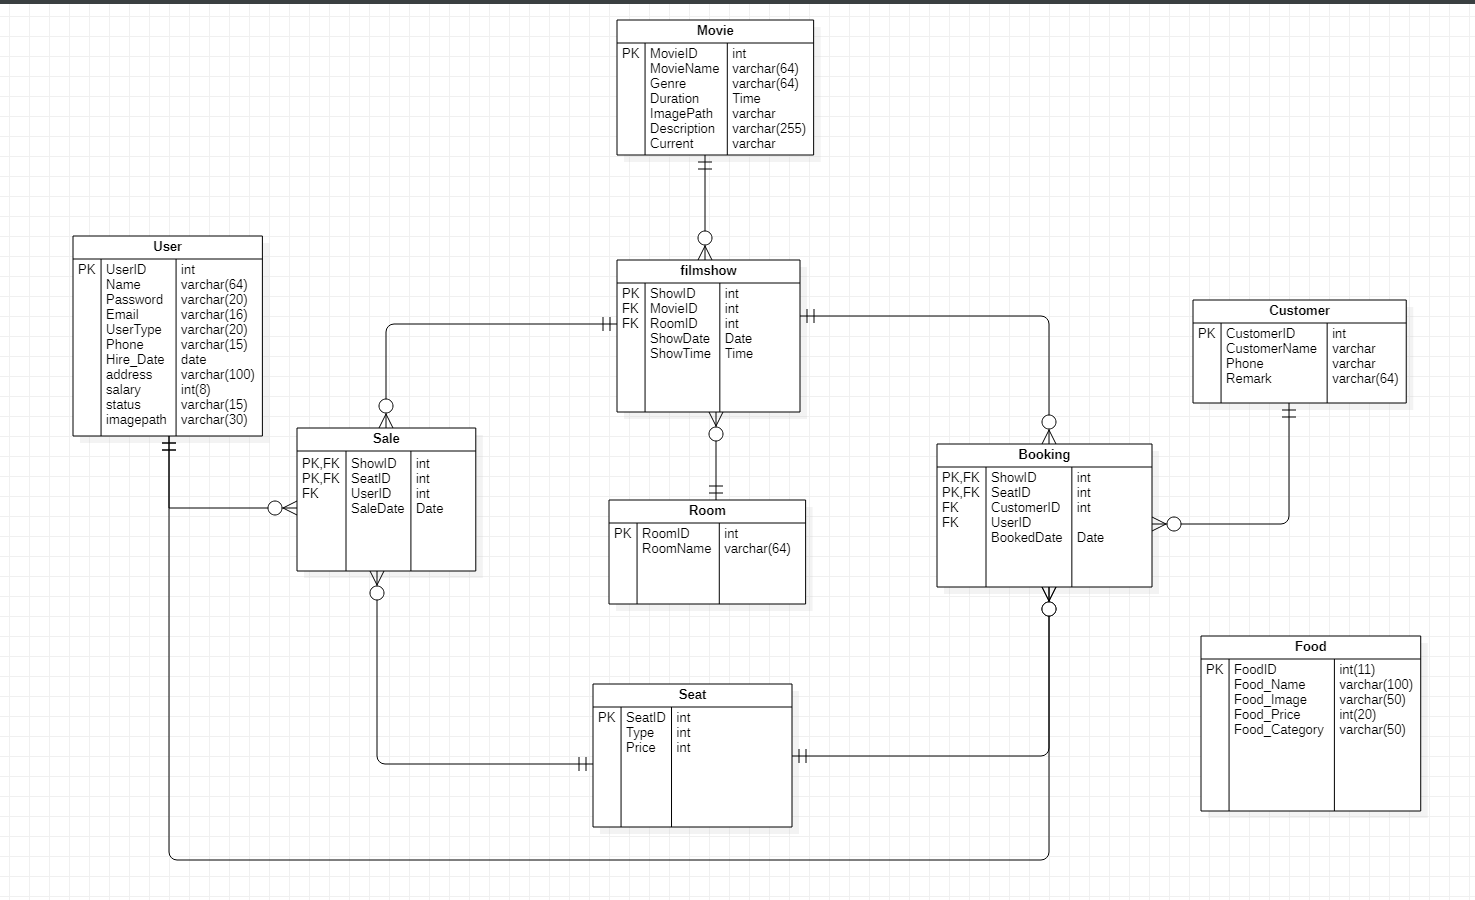 Movie
PK MovieID int
MovieName varchar(64)
Genre varchar(64)
Duration Time
ImagePath varchar
Description varchar(255)
Current varchar
User
PK UserID int
Name varchar(64)
Password varchar(20)
Email varchar(16)
UserType varchar(20)
Phone varchar(15)
Hire_Date date
address varchar(100)
salary int(8)
status varchar(15)
imagepath varchar(30)
filmshow
PK ShowID int
FK MovieID int
FK RoomID int
ShowDate Date
ShowTime Time
Customer
PK CustomerID int
CustomerName varchar
Phone varchar
Remark varchar(64)
Sale
PK,FK ShowID int
PK,FK SeatID int
FK UserID int
SaleDate Date
Room
PK RoomID int
RoomName varchar(64)
Booking
PK,FK ShowID int
PK,FK SeatID int
FK CustomerID int
FK UserID
BookedDate Date
Seat
PK SeatID int
Type int
Price int
Food
PK FoodID int(11)
Food_Name varchar(100)
Food_Image varchar(50)
Food_Price int(20)
Food_Category varchar(50)